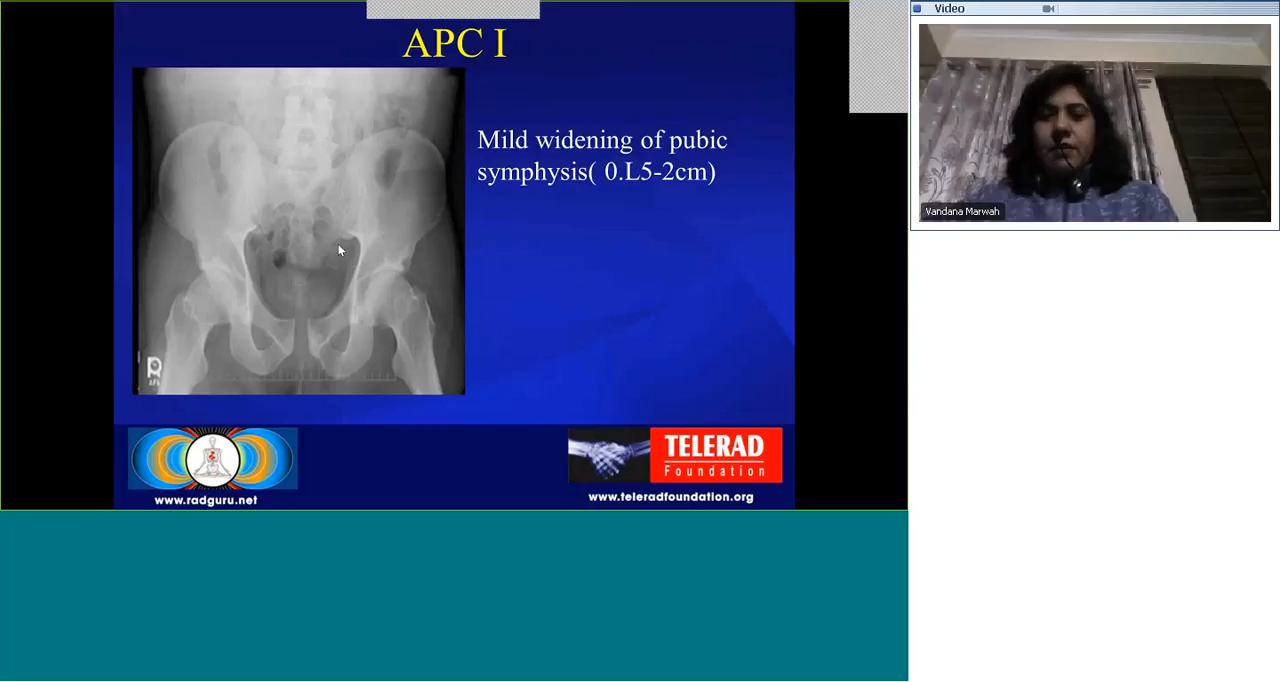 APC I
Mild widening of pubic
symphysis( 0.L5-2cm)
R
TELERAD
Foundation
www.radguru.net
www.teleradfoundation.org
Video
Vandana Marwah